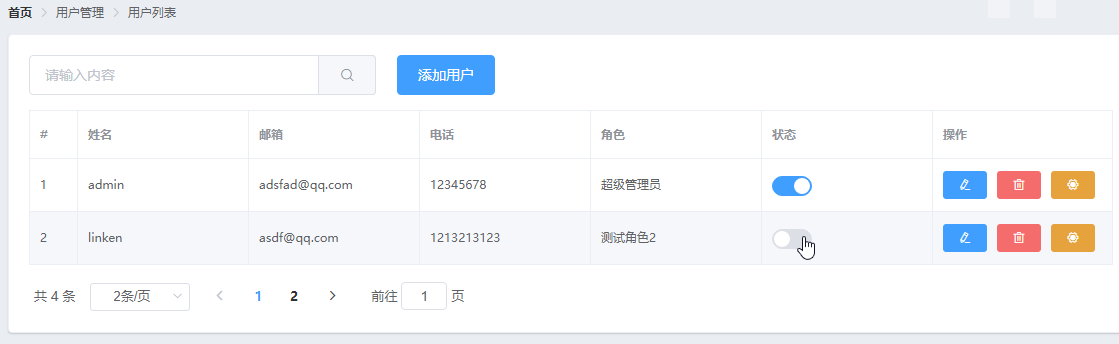 首页 > 用户管理 > 用户列表
请输入内容 添加用户
# 姓名 邮箱 电话 角色 状态 操作
1 admin adsfad@qq.com 12345678 超级管理员
2 linken asdf@qq.com 1213213123 测试角色2
共 4 条 2条/页 < 1 2 > 前往 1 页